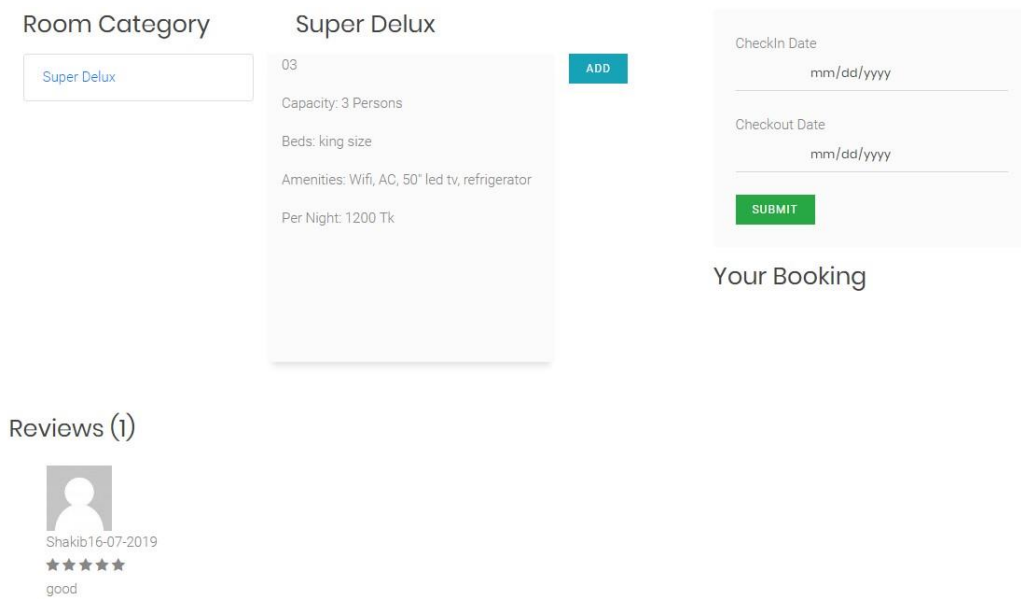 Room Category
Super Delux
Super Delux
03
Capacity: 3 Persons
Beds: king size
Amenities: Wifi, AC, 50" led tv, refrigerator
Per Night: 1200 Tk
ADD
CheckIn Date
mm/dd/yyyy
Checkout Date
mm/dd/yyyy
SUBMIT
Your Booking
Reviews (1)
Shakib16-07-2019
★★★★★
good